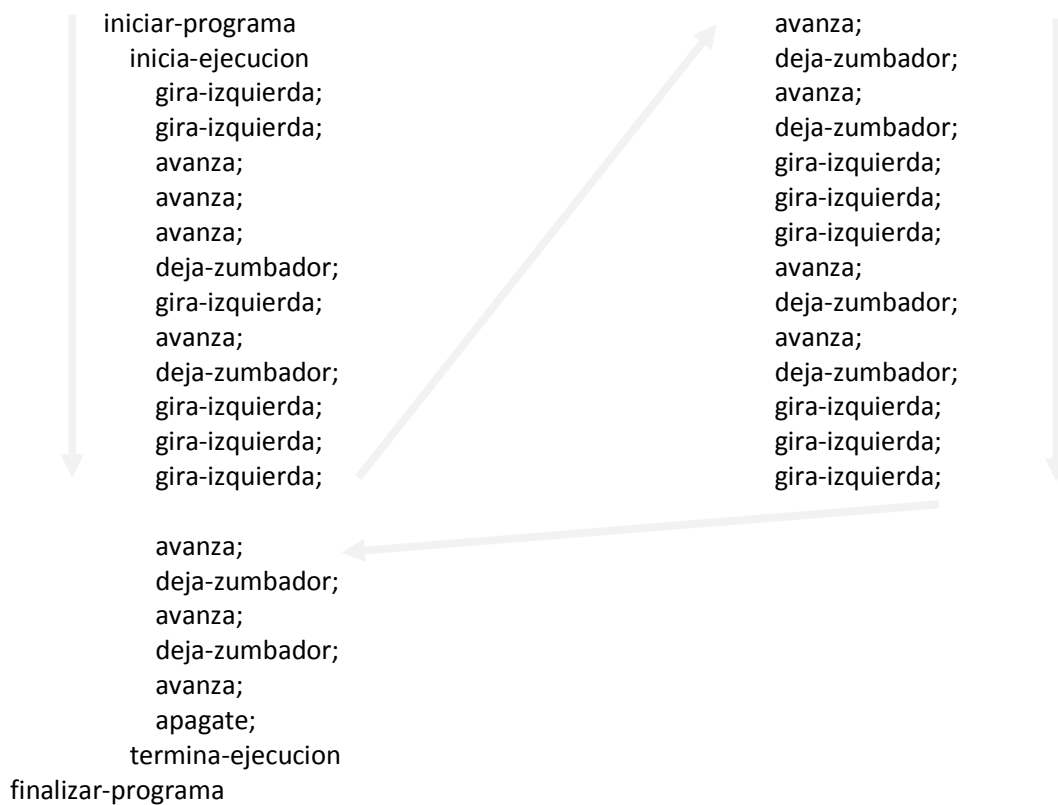 iniciar-programa
inicia-ejecucion
gira-izquierda;
gira-izquierda;
avanza;
avanza;
avanza;
deja-zumbador;
gira-izquierda;
avanza;
deja-zumbador;
gira-izquierda;
gira-izquierda;
gira-izquierda;
avanza;
deja-zumbador;
avanza;
deja-zumbador;
gira-izquierda;
gira-izquierda;
gira-izquierda;
avanza;
deja-zumbador;
avanza;
deja-zumbador;
gira-izquierda;
gira-izquierda;
gira-izquierda;
avanza;
deja-zumbador;
avanza;
deja-zumbador;
avanza;
apagate;
termina-ejecucion
finalizar-programa